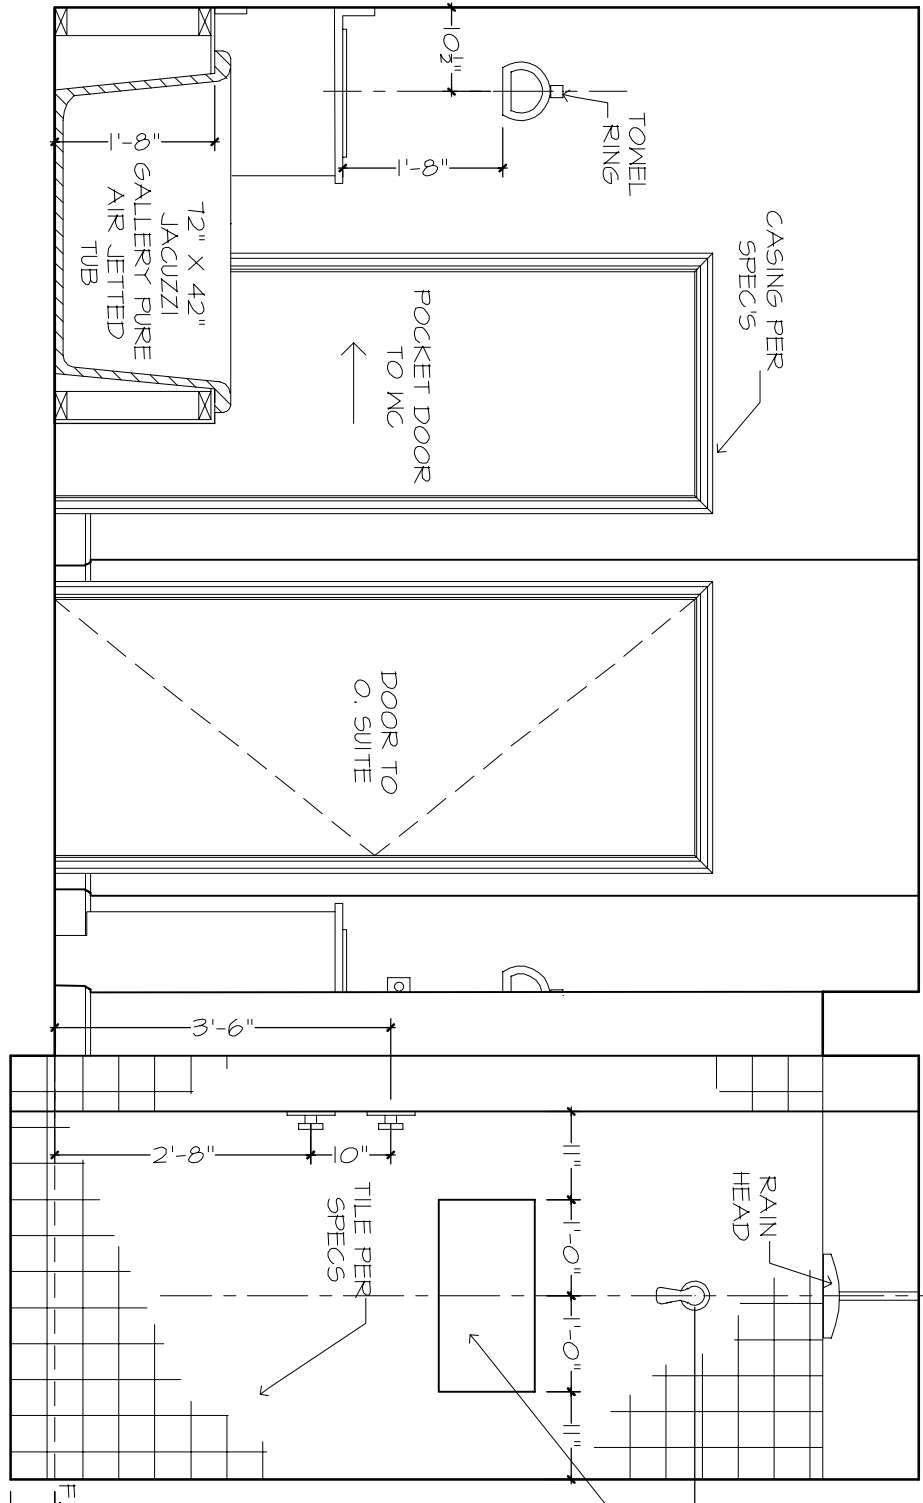 10½"
TOWEL
RING
1'-8"
1'-8"
72" X 42"
JACUZZI
GALLERY PURE
AIR JETTED
TUB
CASING PER
SPEC'S
POCKET DOOR
TO WC
DOOR TO
O. SUITE
3'-6"
2'-8"
10"
11"
1'-0"
1'-0"
11"
RAIN
HEAD
TILE PER
SPECS